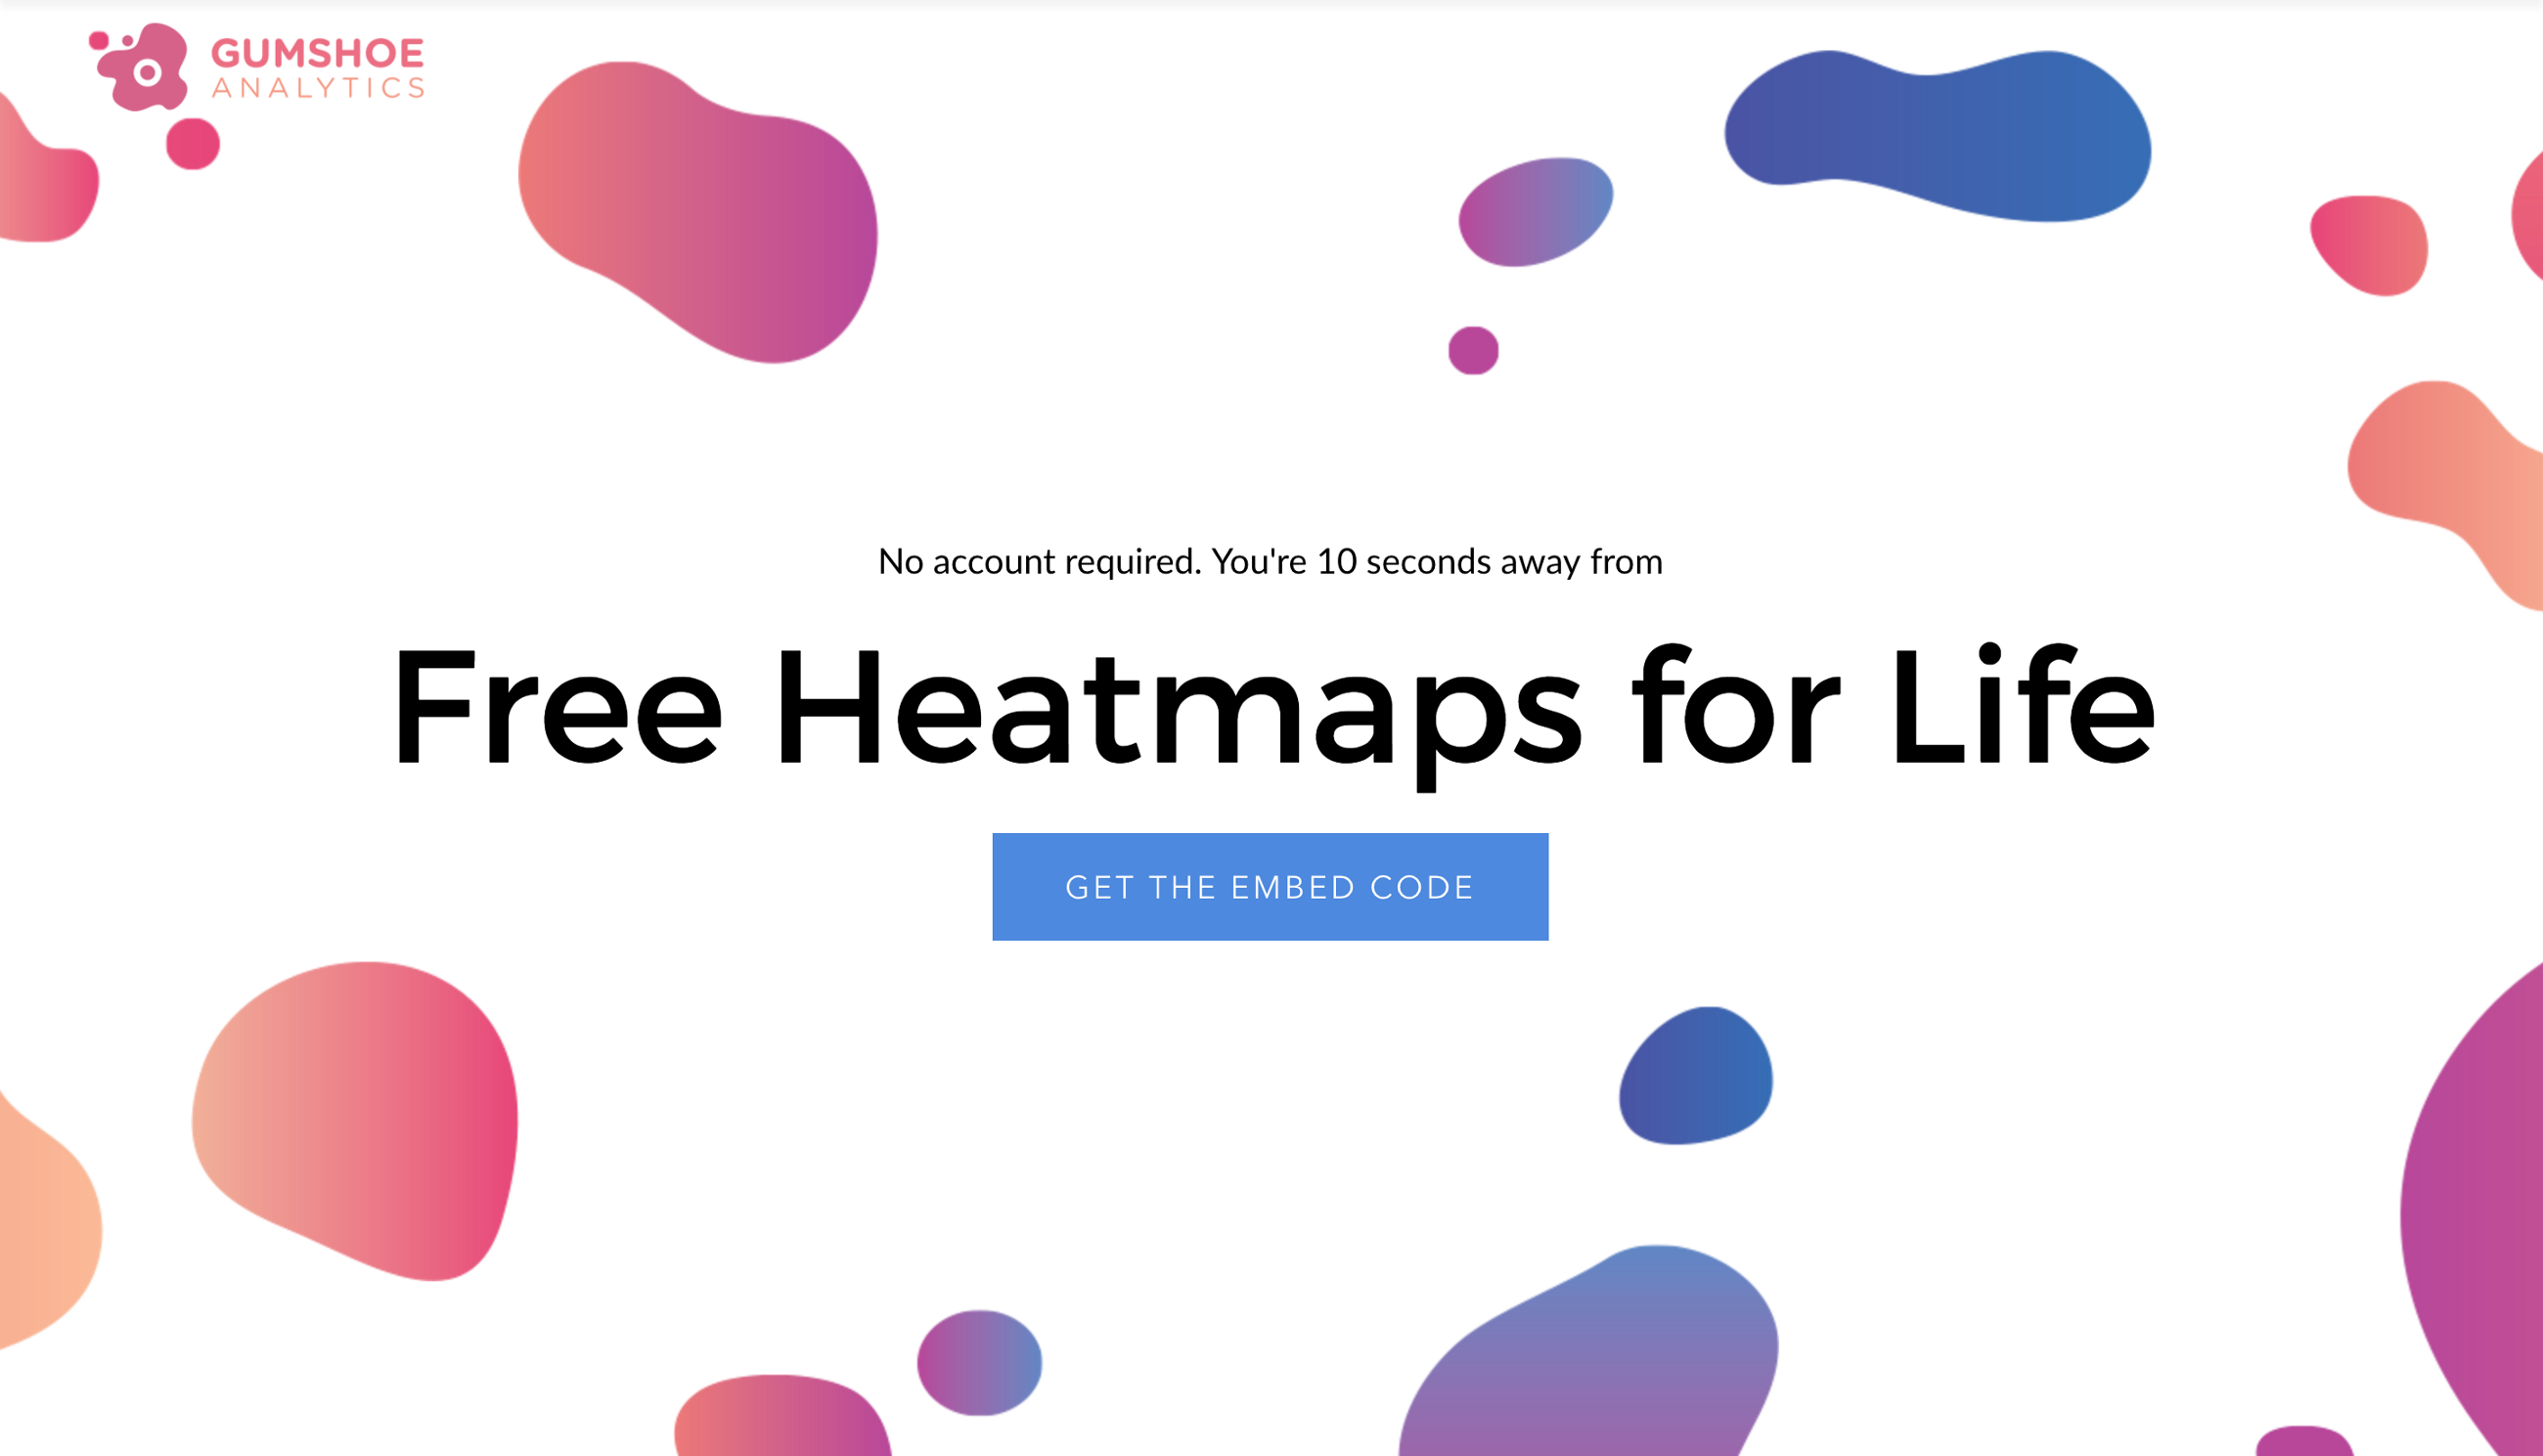 GUMSHOE
ANALYTICS
No account required. You're 10 seconds away from
Free Heatmaps for Life
GET THE EMBED CODE